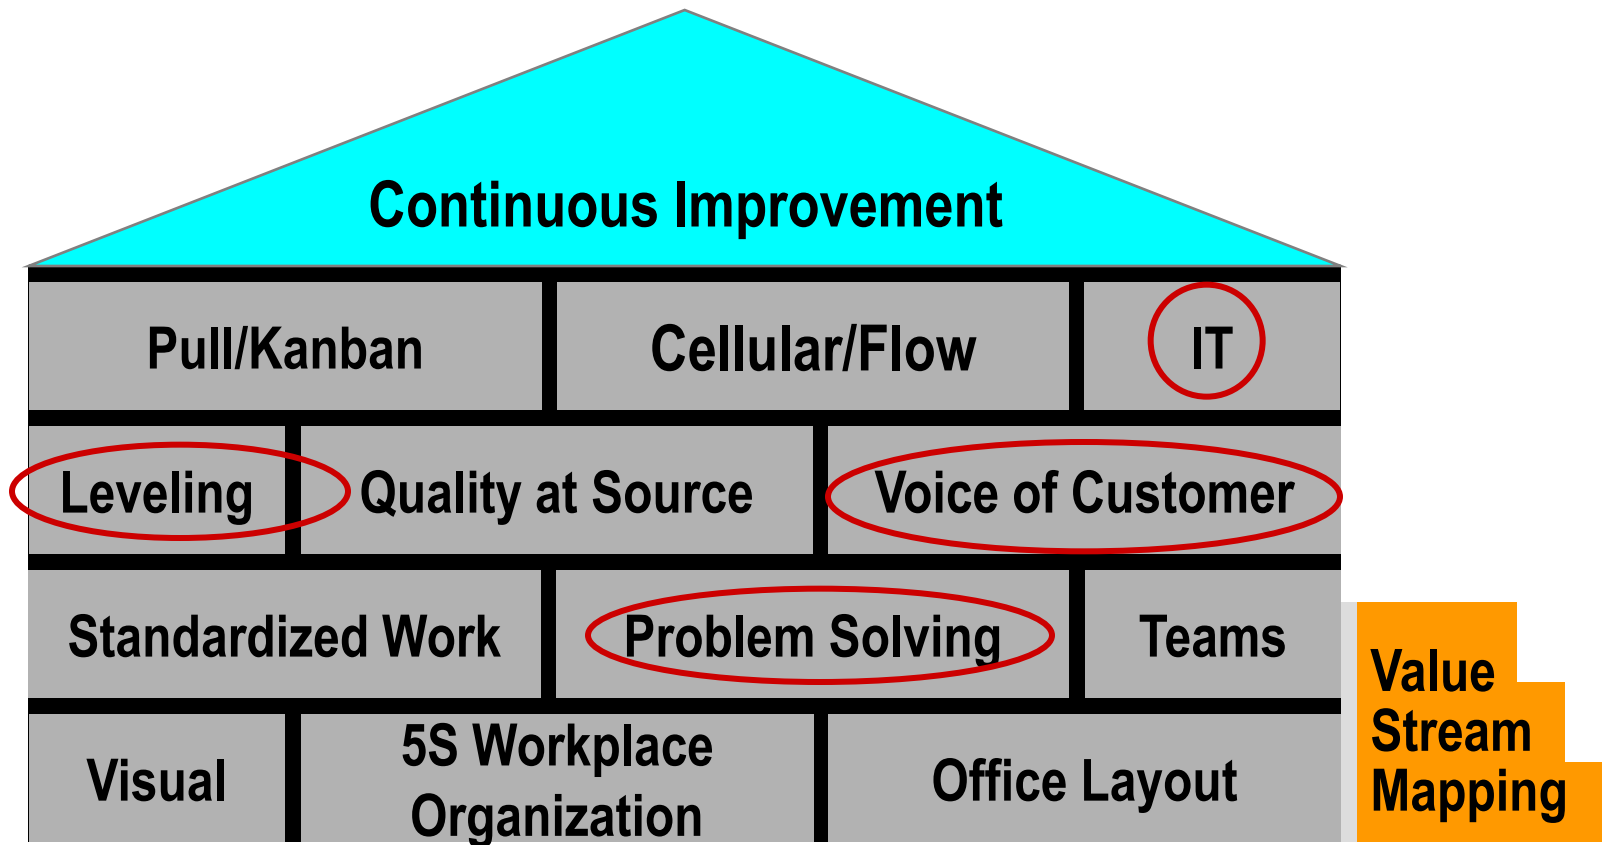 Continuous Improvement
Pull/Kanban
Cellular/Flow
IT
Leveling
Quality at Source
Voice of Customer
Standardized Work
Problem Solving
Teams
Visual
5S Workplace
Organization
Office Layout
Value
Stream
Mapping